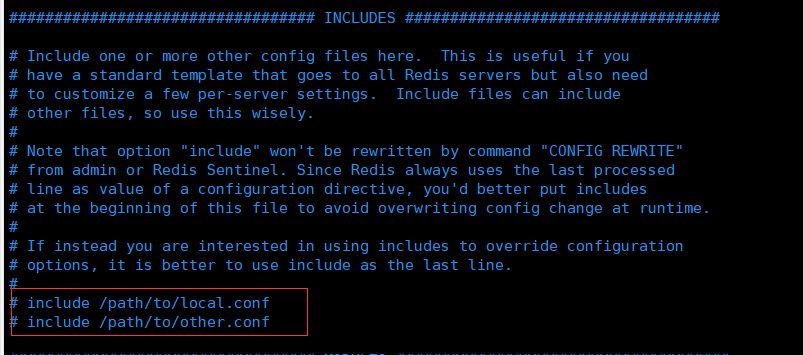 ################################## INCLUDES ###################################

# Include one or more other config files here.  This is useful if you
# have a standard template that goes to all Redis servers but also need
# to customize a few per-server settings.  Include files can include
# other files, so use this wisely.
#
# Note that option "include" won't be rewritten by command "CONFIG REWRITE"
# from admin or Redis Sentinel. Since Redis always uses the last processed
# line as value of a configuration directive, you'd better put includes
# at the beginning of this file to avoid overwriting config change at runtime.
#
# If instead you are interested in using includes to override configuration
# options, it is better to use include as the last line.
#
# include /path/to/local.conf
# include /path/to/other.conf